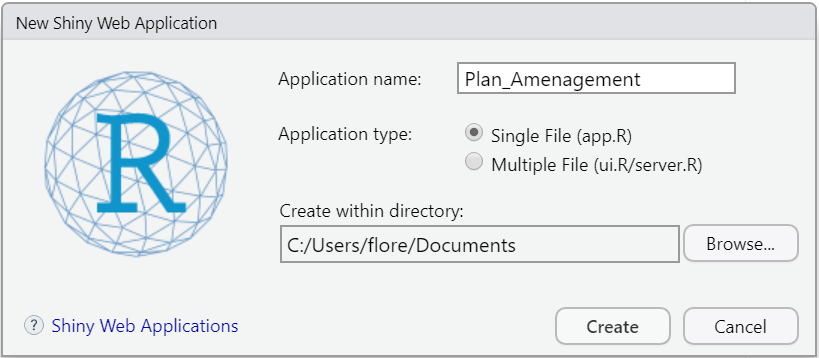 New Shiny Web Application
R
Application name: Plan_Amenagement
Application type: Single File (app.R)
Multiple File (ui.R/server.R)
Create within directory:
C:/Users/flore/Documents Browse...
? Shiny Web Applications Create Cancel